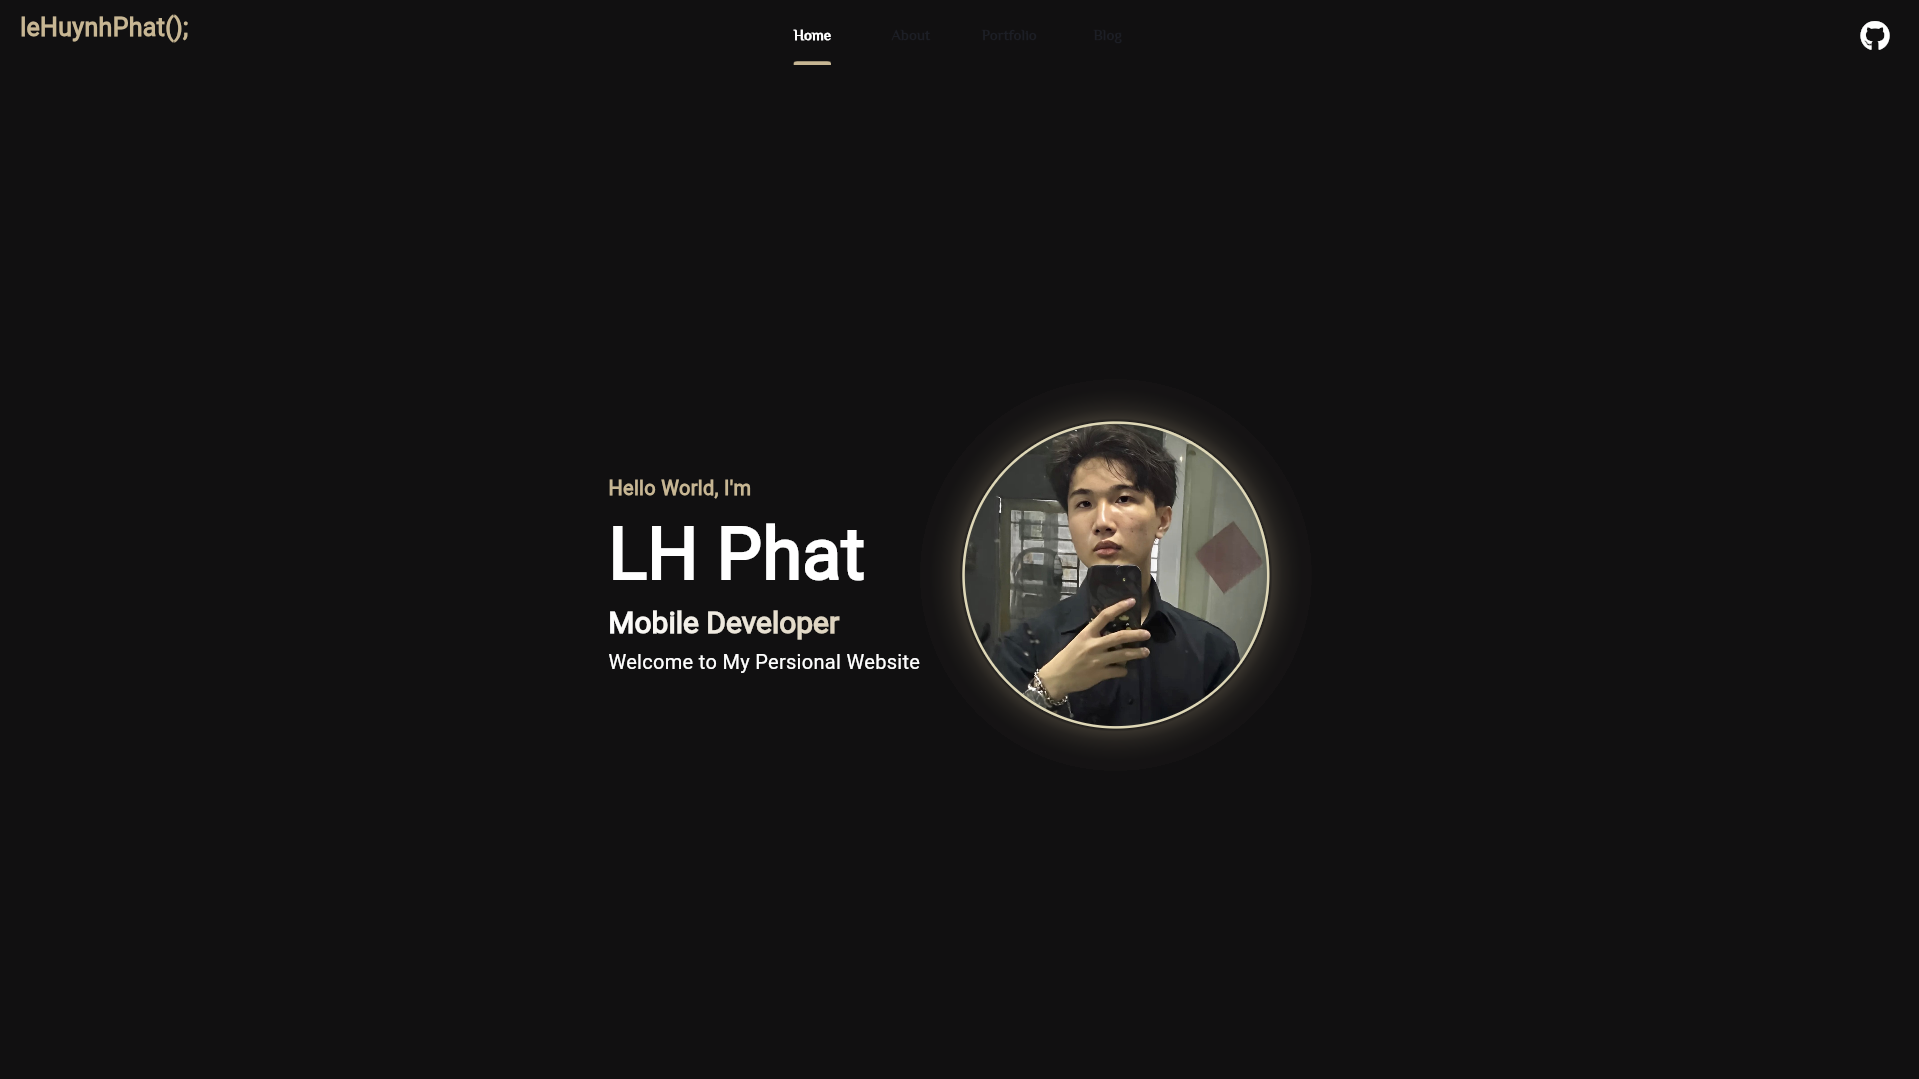 leHuynhPhat();
Home About Portfolio Blog
Hello World, I'm
LH Phat
Mobile Developer
Welcome to My Persional Website